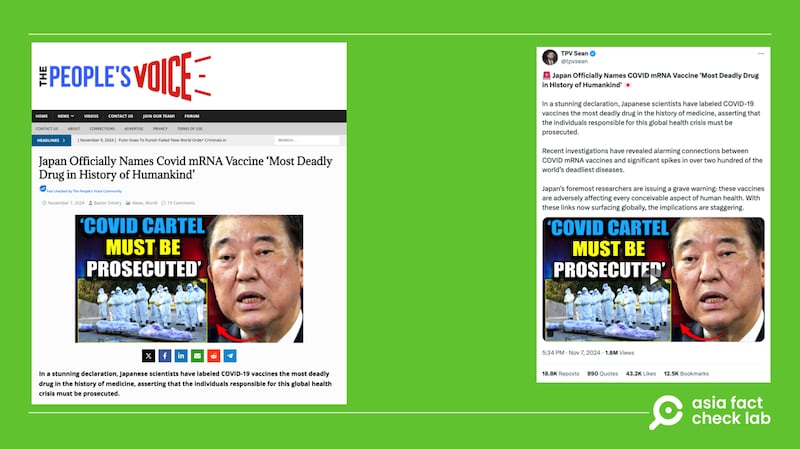 THE PEOPLE'S VOICE
HOME NEWS VIDEOS CONTACT US JOIN OUR TEAM! FORUM
CONTACT US ABOUT CORRECTIONS ADVERTISE PRIVACY TERMS OF USE
HEADLINES [ November 9, 2024 ] Putin Vows To Punish Failed 'New World Order' Criminals In SEARCH ...
Japan Officially Names Covid mRNA Vaccine ‘Most Deadly
Drug in History of Humankind’
Fact checked by The People's Voice Community
November 7, 2024 Baxter Dmitry News, World 19 Comments
'COVID CARTEL
MUST BE
PROSECUTED'
In a stunning declaration, Japanese scientists have labeled COVID-19 vaccines the most deadly
drug in the history of medicine, asserting that the individuals responsible for this global health
crisis must be prosecuted.
TPV Sean
@tpvsean
Japan Officially Names COVID mRNA Vaccine 'Most Deadly Drug
in History of Humankind'
In a stunning declaration, Japanese scientists have labeled COVID-19
vaccines the most deadly drug in the history of medicine, asserting that
the individuals responsible for this global health crisis must be
prosecuted.
Recent investigations have revealed alarming connections between
COVID mRNA vaccines and significant spikes in over two hundred of the
world's deadliest diseases.
Japan's foremost researchers are issuing a grave warning: these vaccines
are adversely affecting every conceivable aspect of human health. With
these links now surfacing globally, the implications are staggering.
'COVID CARTEL
MUST BE
PROSECUTED'
5:34 PM · Nov 7, 2024 · 1.8M Views
18.8K Reposts 890 Quotes 43.2K Likes 12.5K Bookmarks
asia fact
check lab